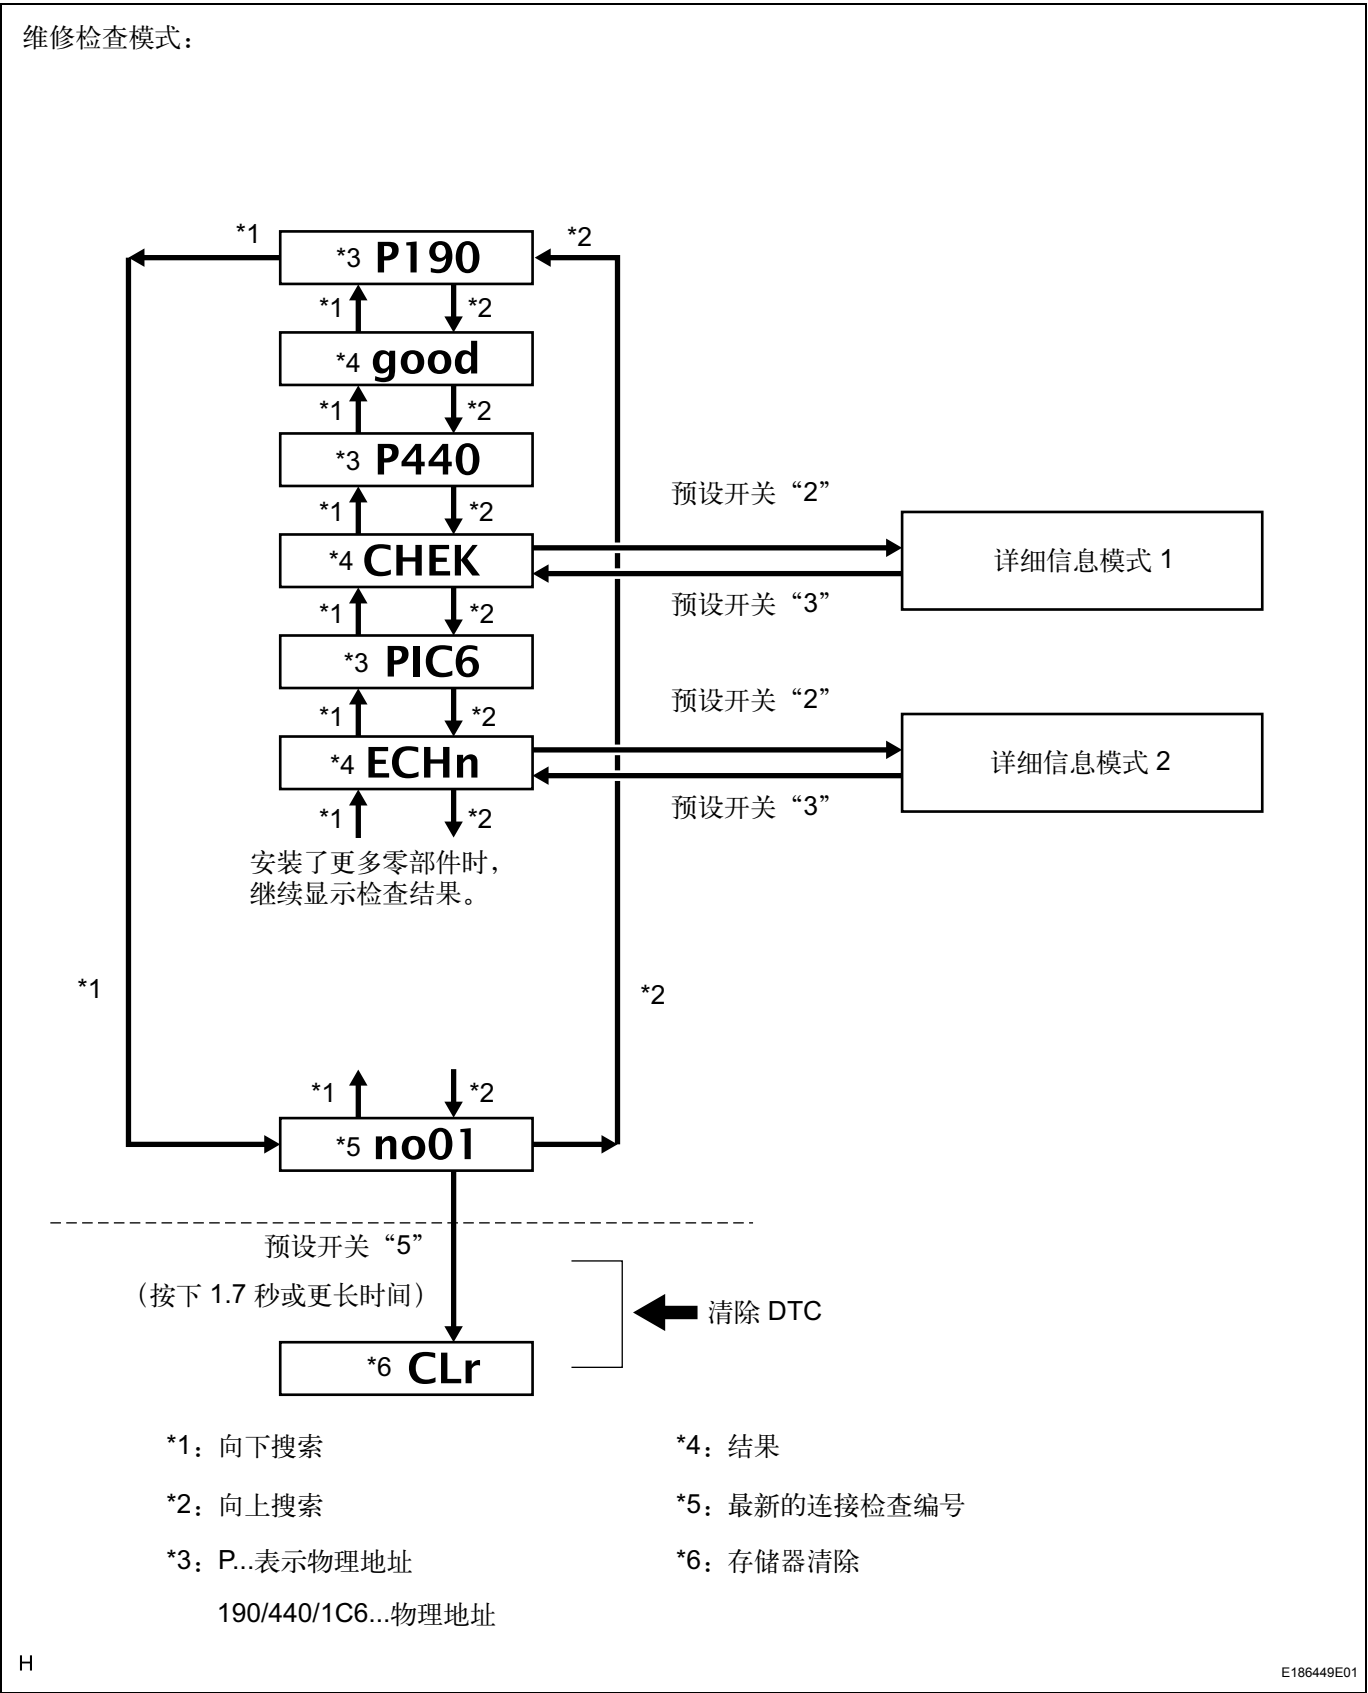 维修检查模式：
*1
*3 P190
*2
*1
*2
*4 good
*1
*2
*3 P440
*1
*2
预设开关“2”
*4 CHEK
详细信息模式 1
*1
*2
预设开关“3”
*3 PIC6
*1
*2
预设开关“2”
*4 ECHn
详细信息模式 2
*1
*2
预设开关“3”
安装了更多零部件时，
继续显示检查结果。
*1
*2
*1
*2
*5 no01
预设开关“5”
（按下 1.7 秒或更长时间）
清除 DTC
*6 CLr
*1：向下搜索
*4：结果
*2：向上搜索
*5：最新的连接检查编号
*3：P...表示物理地址
*6：存储器清除
190/440/1C6...物理地址
H
E186449E01